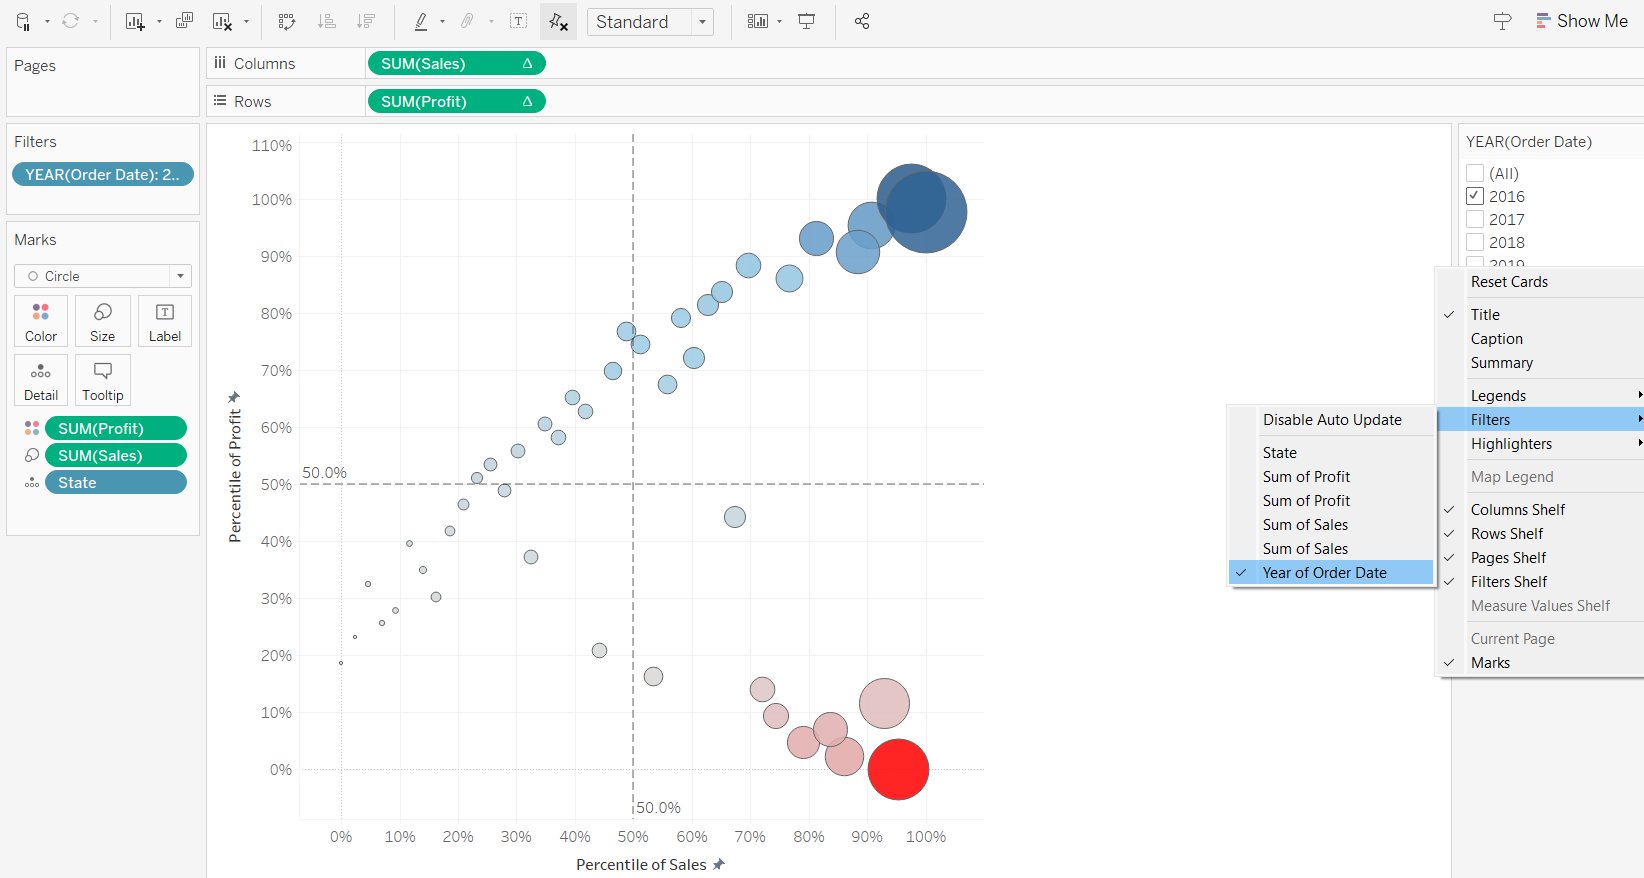 Standard
Show Me
Pages
Columns
SUM(Sales) Δ
Rows
SUM(Profit) Δ
Filters
YEAR(Order Date): 2..
Marks
Circle
Color
Size
Label
Detail
Tooltip
SUM(Profit)
SUM(Sales)
State
Percentile of Profit
110%
100%
90%
80%
70%
60%
50%
40%
30%
20%
10%
0%
50.0%
50.0%
0%
10%
20%
30%
40%
50%
60%
70%
80%
90%
100%
Percentile of Sales
YEAR(Order Date)
(All)
2016
2017
2018
2019
Reset Cards
Title
Caption
Summary
Legends
Filters
Highlighters
Map Legend
Columns Shelf
Rows Shelf
Pages Shelf
Filters Shelf
Measure Values Shelf
Current Page
Marks
Disable Auto Update
State
Sum of Profit
Sum of Profit
Sum of Sales
Sum of Sales
Year of Order Date